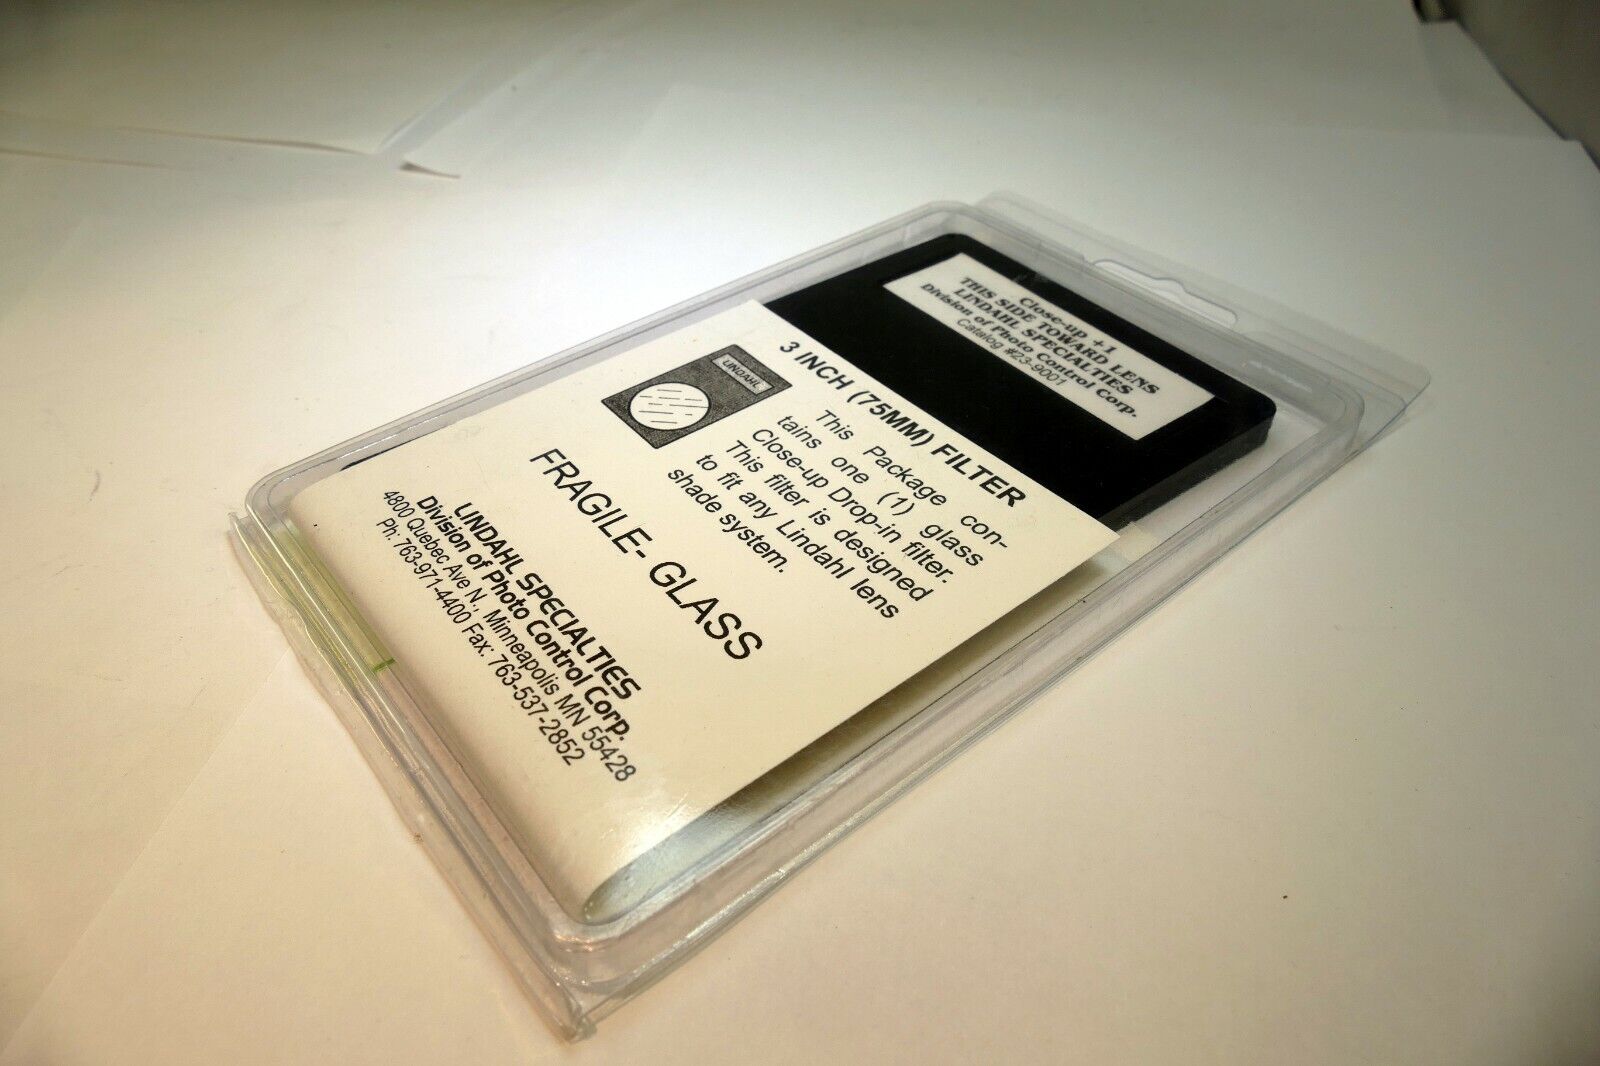 Close-up +1
THIS SIDE TOWARD LENS
LINDAHL SPECIALTIES
Division of Photo Control Corp.
Catalog #23-9001
3 INCH (75MM) FILTER
LINDAHL
This Package con-
tains one (1) glass
Close-up Drop-in filter.
This filter is designed
to fit any Lindahl lens
shade system.
FRAGILE- GLASS
LINDAHL SPECIALTIES
Division of Photo Control Corp.
4800 Quebec Ave N., Minneapolis MN 55428
Ph: 763-971-4400 Fax: 763-537-2852